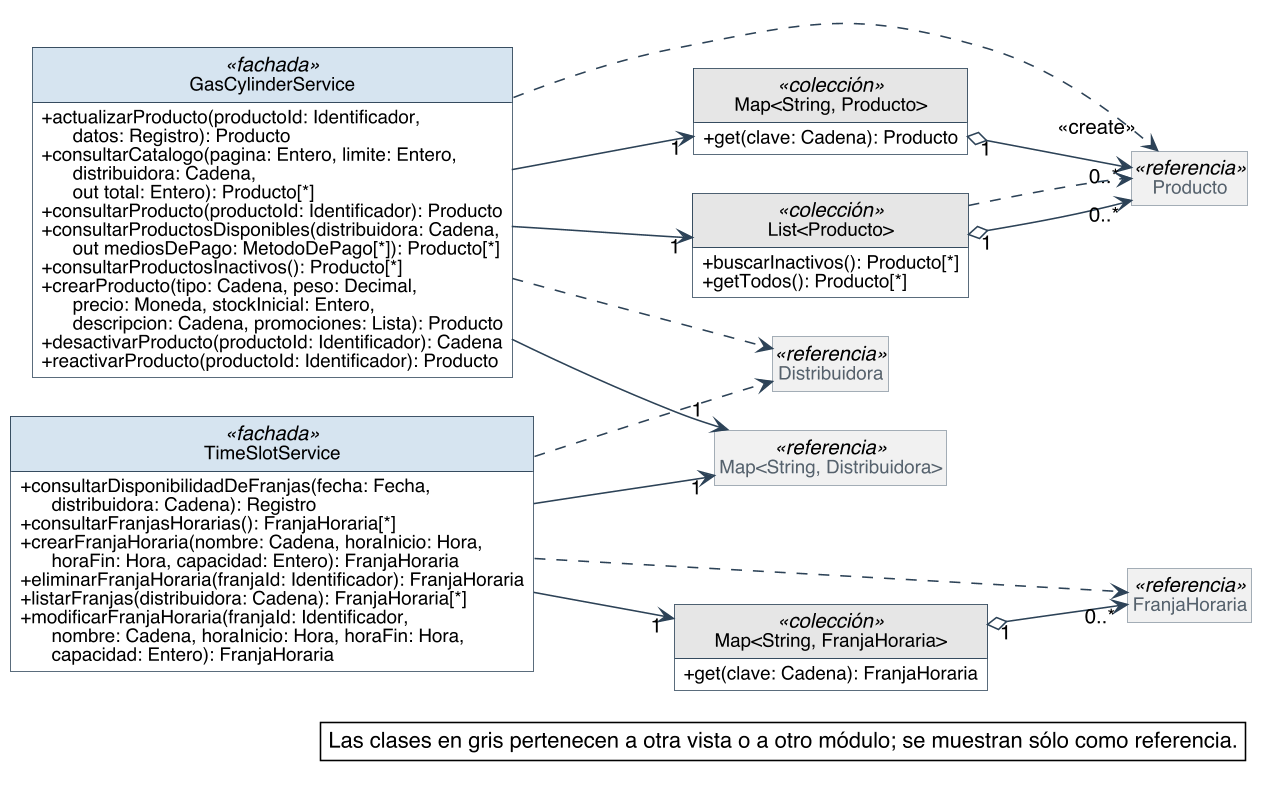 «fachada»
GasCylinderService
+actualizarProducto(productoId: Identificador,
datos: Registro): Producto
+consultarCatalogo(pagina: Entero, limite: Entero,
distribuidora: Cadena,
out total: Entero): Producto[*]
+consultarProducto(productoId: Identificador): Producto
+consultarProductosDisponibles(distribuidora: Cadena,
out mediosDePago: MetodoDePago[*]): Producto[*]
+consultarProductosInactivos(): Producto[*]
+crearProducto(tipo: Cadena, peso: Decimal,
precio: Moneda, stockInicial: Entero,
descripcion: Cadena, promociones: Lista): Producto
+desactivarProducto(productoId: Identificador): Cadena
+reactivarProducto(productoId: Identificador): Producto
«colección»
Map<String, Producto>
+get(clave: Cadena): Producto
1
1
«create»
0..*
«referencia»
Producto
«colección»
List<Producto>
+buscarInactivos(): Producto[*]
+getTodos(): Producto[*]
1
1
0..*
«referencia»
Distribuidora
1
«referencia»
Map<String, Distribuidora>
1
«fachada»
TimeSlotService
+consultarDisponibilidadDeFranjas(fecha: Fecha,
distribuidora: Cadena): Registro
+consultarFranjasHorarias(): FranjaHoraria[*]
+crearFranjaHoraria(nombre: Cadena, horaInicio: Hora,
horaFin: Hora, capacidad: Entero): FranjaHoraria
+eliminarFranjaHoraria(franjaId: Identificador): FranjaHoraria
+listarFranjas(distribuidora: Cadena): FranjaHoraria[*]
+modificarFranjaHoraria(franjaId: Identificador,
nombre: Cadena, horaInicio: Hora, horaFin: Hora,
capacidad: Entero): FranjaHoraria
1
«colección»
Map<String, FranjaHoraria>
+get(clave: Cadena): FranjaHoraria
1
0..*
«referencia»
FranjaHoraria
Las clases en gris pertenecen a otra vista o a otro módulo; se muestran sólo como referencia.